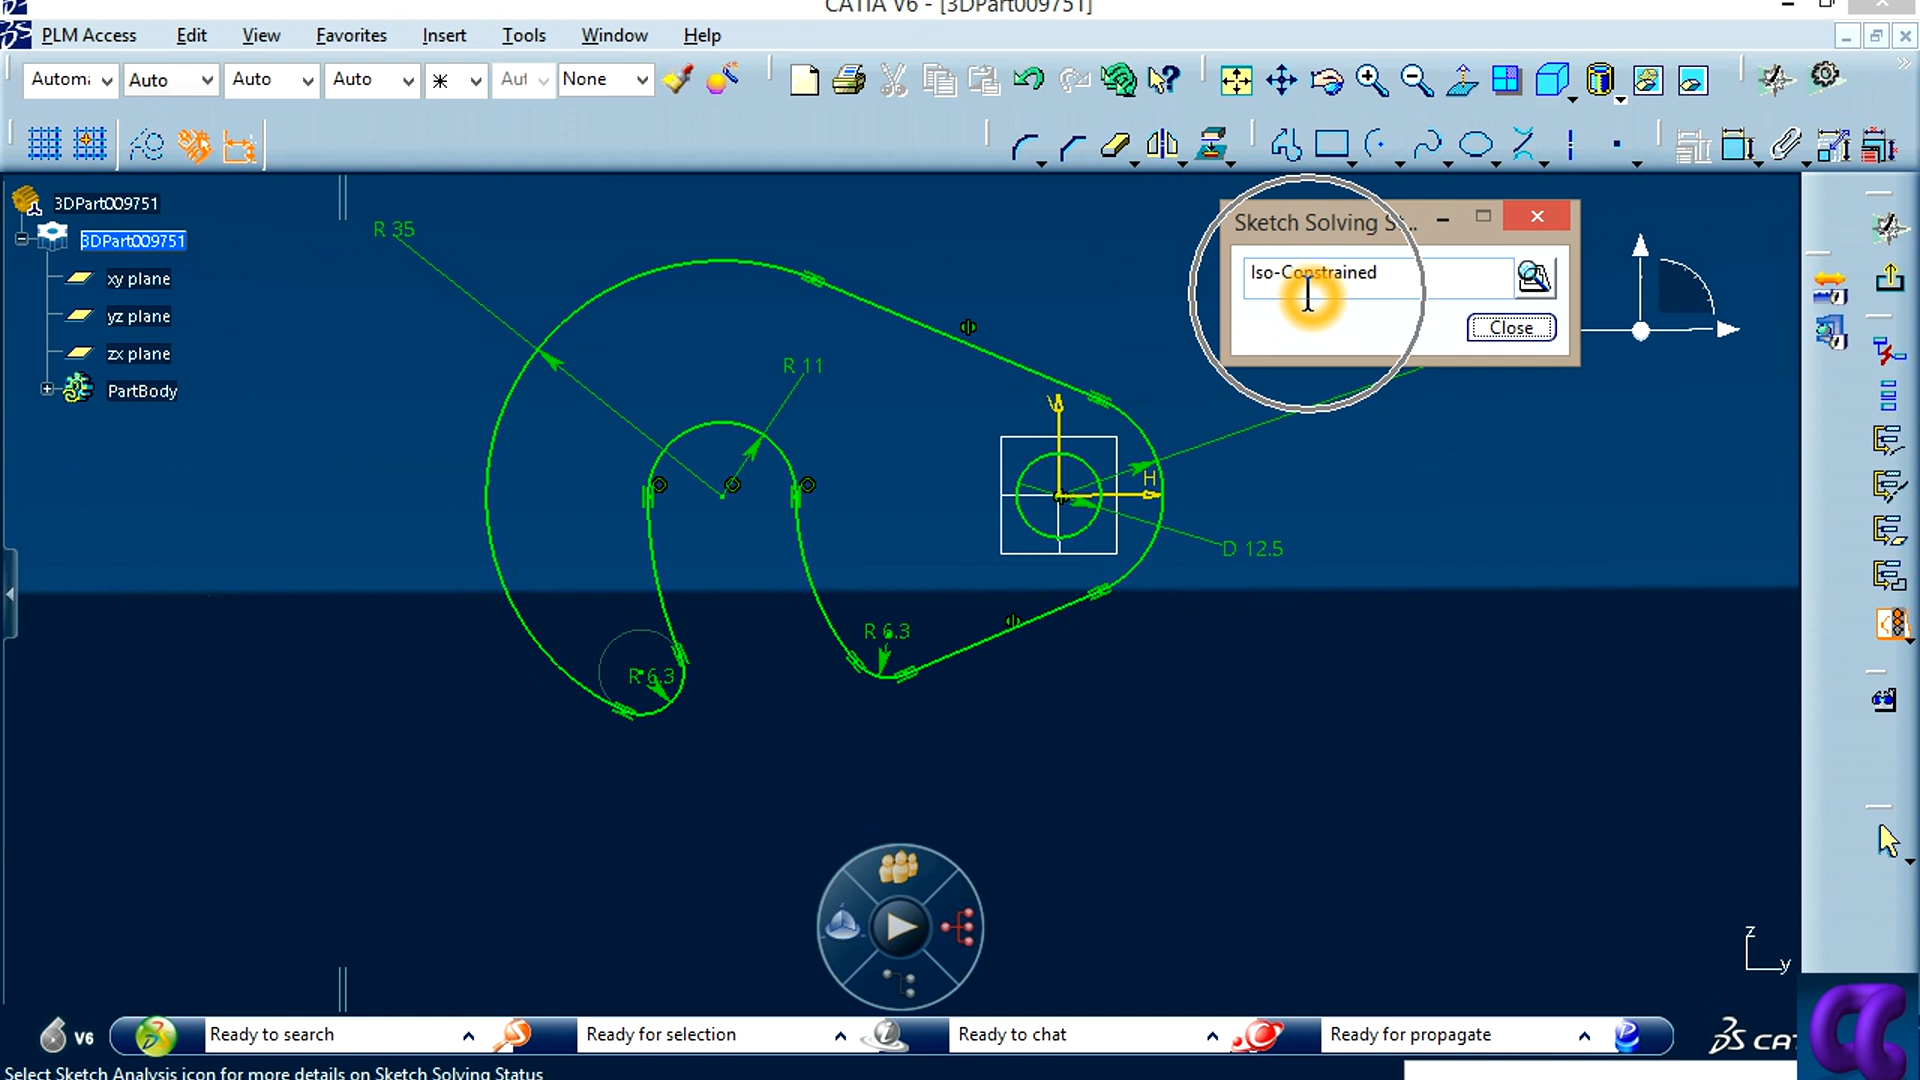 CATIA V6 - [3DPart009751]
PLM Access Edit View Favorites Insert Tools Window Help
Auto Auto Auto Aut None
3DPart009751
3DPart009751
xy plane
yz plane
zx plane
PartBody
R 35
R 11
Sketch Solving St...
Iso-Constrained
Close
V
H
D 12.5
R 6.3
R 6.3
z
y
V6
Ready to search
Ready for selection
Ready to chat
Ready for propagate
Select Sketch Analysis icon for more details on Sketch Solving Status